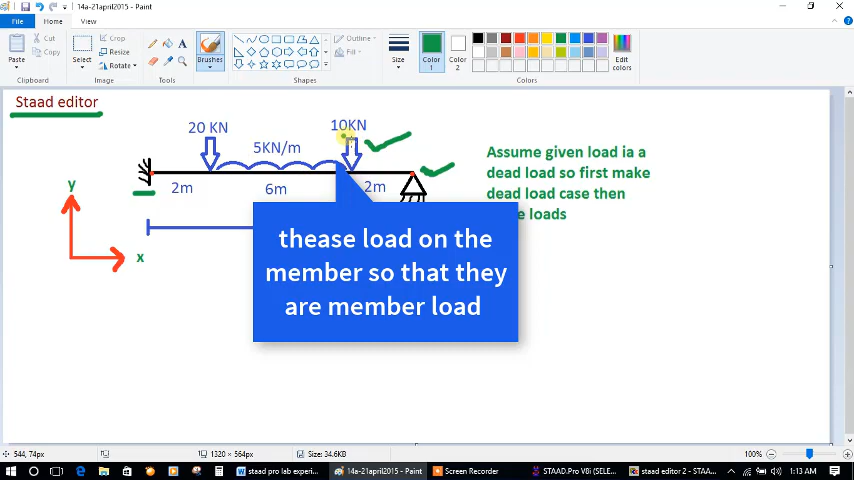 14a-21april2015 - Paint
File
Home
View
Paste
Cut
Copy
Clipboard
Select
Crop
Resize
Rotate
Image
A
Tools
Brushes
Outline
Fill
Shapes
Size
Color
1
Color
2
Edit
colors
Colors
Staad editor
20 KN
10KN
5KN/m
2m
6m
2m
y
x
Assume given load ia a
dead load so first make
dead load case then
loads
thease load on the
member so that they
are member load
544, 74px
1320 × 564px
Size: 34.6KB
100%
staad pro lab experi...
14a-21april2015 - Paint
Screen Recorder
STAAD.Pro V8i (SELE...
staad editor 2 - STAA...
1:13 AM